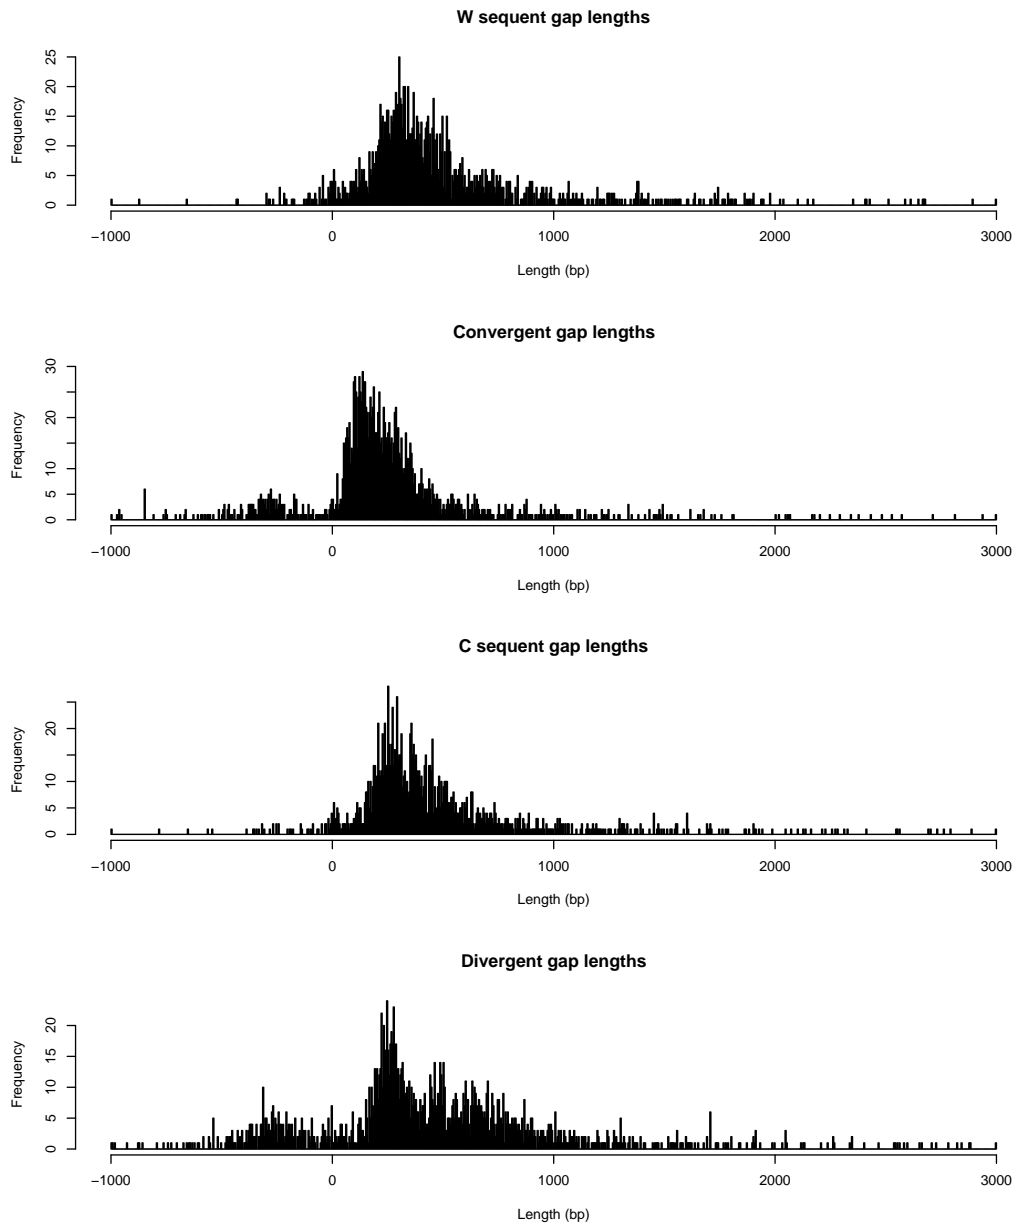 W sequent gap lengths
Frequency
0 5 10 15 20 25
−1000 0 1000 2000 3000
Length (bp)
Convergent gap lengths
Frequency
0 5 10 20 30
−1000 0 1000 2000 3000
Length (bp)
C sequent gap lengths
Frequency
0 5 10 20
−1000 0 1000 2000 3000
Length (bp)
Divergent gap lengths
Frequency
0 5 10 15 20
−1000 0 1000 2000 3000
Length (bp)